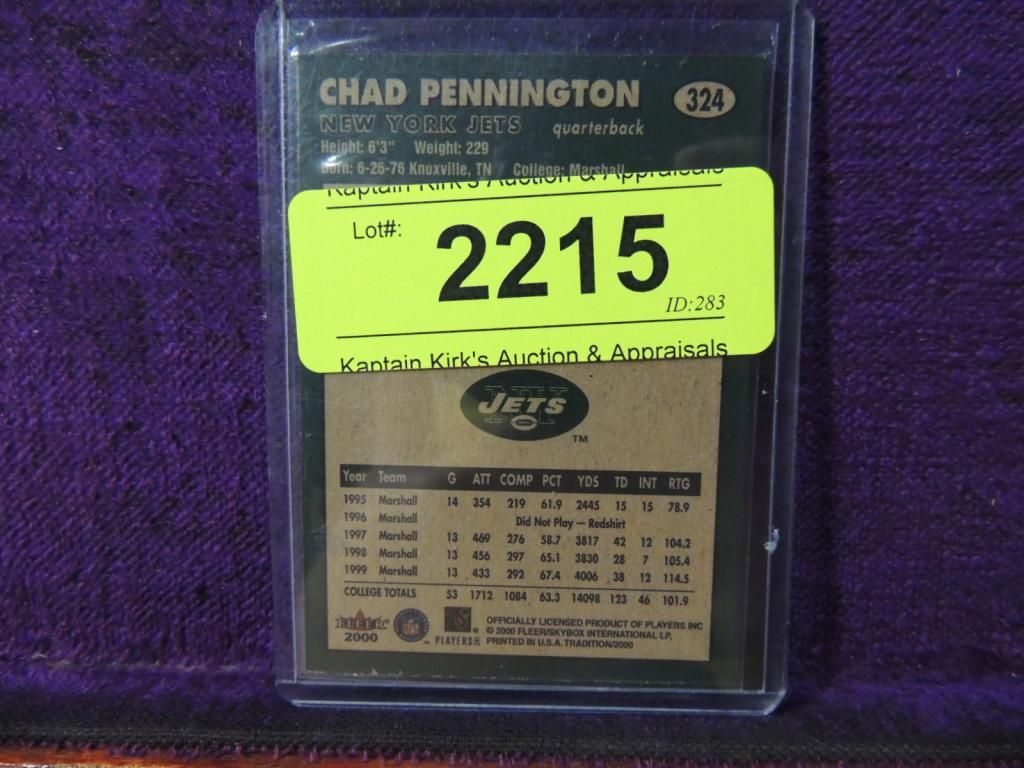 CHAD PENNINGTON 324
NEW YORK JETS quarterback
Height: 6'3" Weight: 229
Born: 6-26-76 Knoxville, TN College: Marshall
Kaptain Kirk's Auction & Appraisals
Lot#: 2215
ID:283
Kaptain Kirk's Auction & Appraisals
NY
JETS
TM
Year Team G ATT COMP PCT YDS TD INT RTG
1995 Marshall 14 354 219 61.9 2445 15 15 78.9
1996 Marshall Did Not Play — Redshirt
1997 Marshall 13 469 276 58.7 3817 42 12 104.2
1998 Marshall 13 456 297 65.1 3830 28 7 105.4
1999 Marshall 13 433 292 67.4 4006 38 12 114.5
COLLEGE TOTALS 53 1712 1084 63.3 14098 123 46 101.9
FLEER 2000
NFL
PLAYERS INC
OFFICIALLY LICENSED PRODUCT OF PLAYERS INC
© 2000 FLEER/SKYBOX INTERNATIONAL LP,
PRINTED IN U.S.A. TRADITION/2000